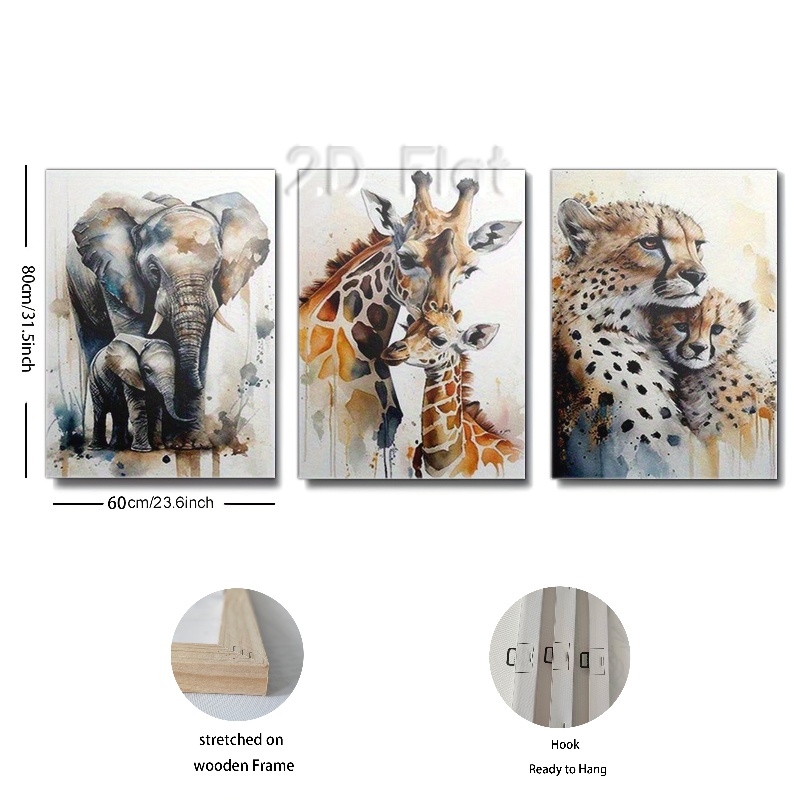 2D Flat
80cm/31.5inch
60cm/23.6inch
stretched on
wooden Frame
Hook
Ready to Hang